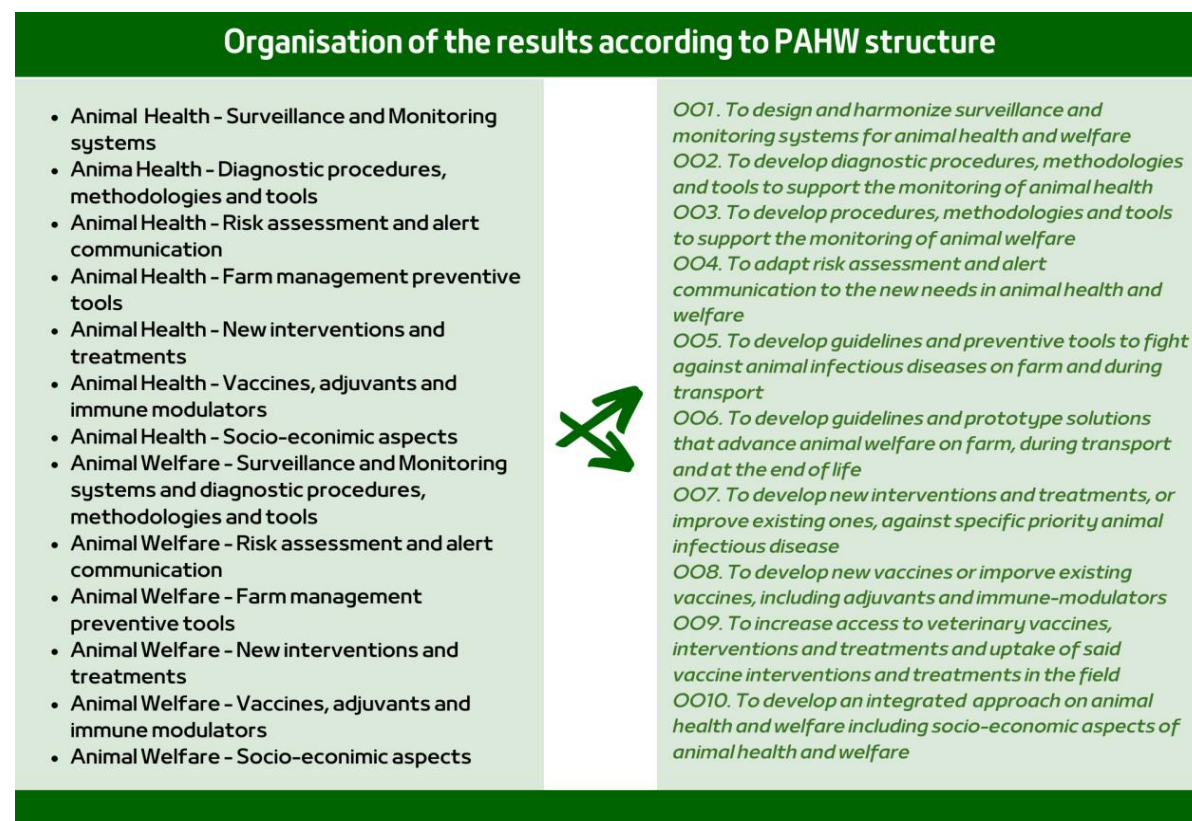 Organisation of the results according to PAHW structure
• Animal Health - Surveillance and Monitoring
systems
• Anima Health - Diagnostic procedures,
methodologies and tools
• Animal Health - Risk assessment and alert
communication
• Animal Health - Farm management preventive
tools
• Animal Health - New interventions and
treatments
• Animal Health - Vaccines, adjuvants and
immune modulators
• Animal Health - Socio-econimic aspects
• Animal Welfare - Surveillance and Monitoring
systems and diagnostic procedures,
methodologies and tools
• Animal Welfare - Risk assessment and alert
communication
• Animal Welfare - Farm management
preventive tools
• Animal Welfare - New interventions and
treatments
• Animal Welfare - Vaccines, adjuvants and
immune modulators
• Animal Welfare - Socio-econimic aspects
OO1. To design and harmonize surveillance and
monitoring systems for animal health and welfare
OO2. To develop diagnostic procedures, methodologies
and tools to support the monitoring of animal health
OO3. To develop procedures, methodologies and tools
to support the monitoring of animal welfare
OO4. To adapt risk assessment and alert
communication to the new needs in animal health and
welfare
OO5. To develop guidelines and preventive tools to fight
against animal infectious diseases on farm and during
transport
OO6. To develop guidelines and prototype solutions
that advance animal welfare on farm, during transport
and at the end of life
OO7. To develop new interventions and treatments, or
improve existing ones, against specific priority animal
infectious disease
OO8. To develop new vaccines or imporve existing
vaccines, including adjuvants and immune-modulators
OO9. To increase access to veterinary vaccines,
interventions and treatments and uptake of said
vaccine interventions and treatments in the field
OO10. To develop an integrated approach on animal
health and welfare including socio-economic aspects of
animal health and welfare